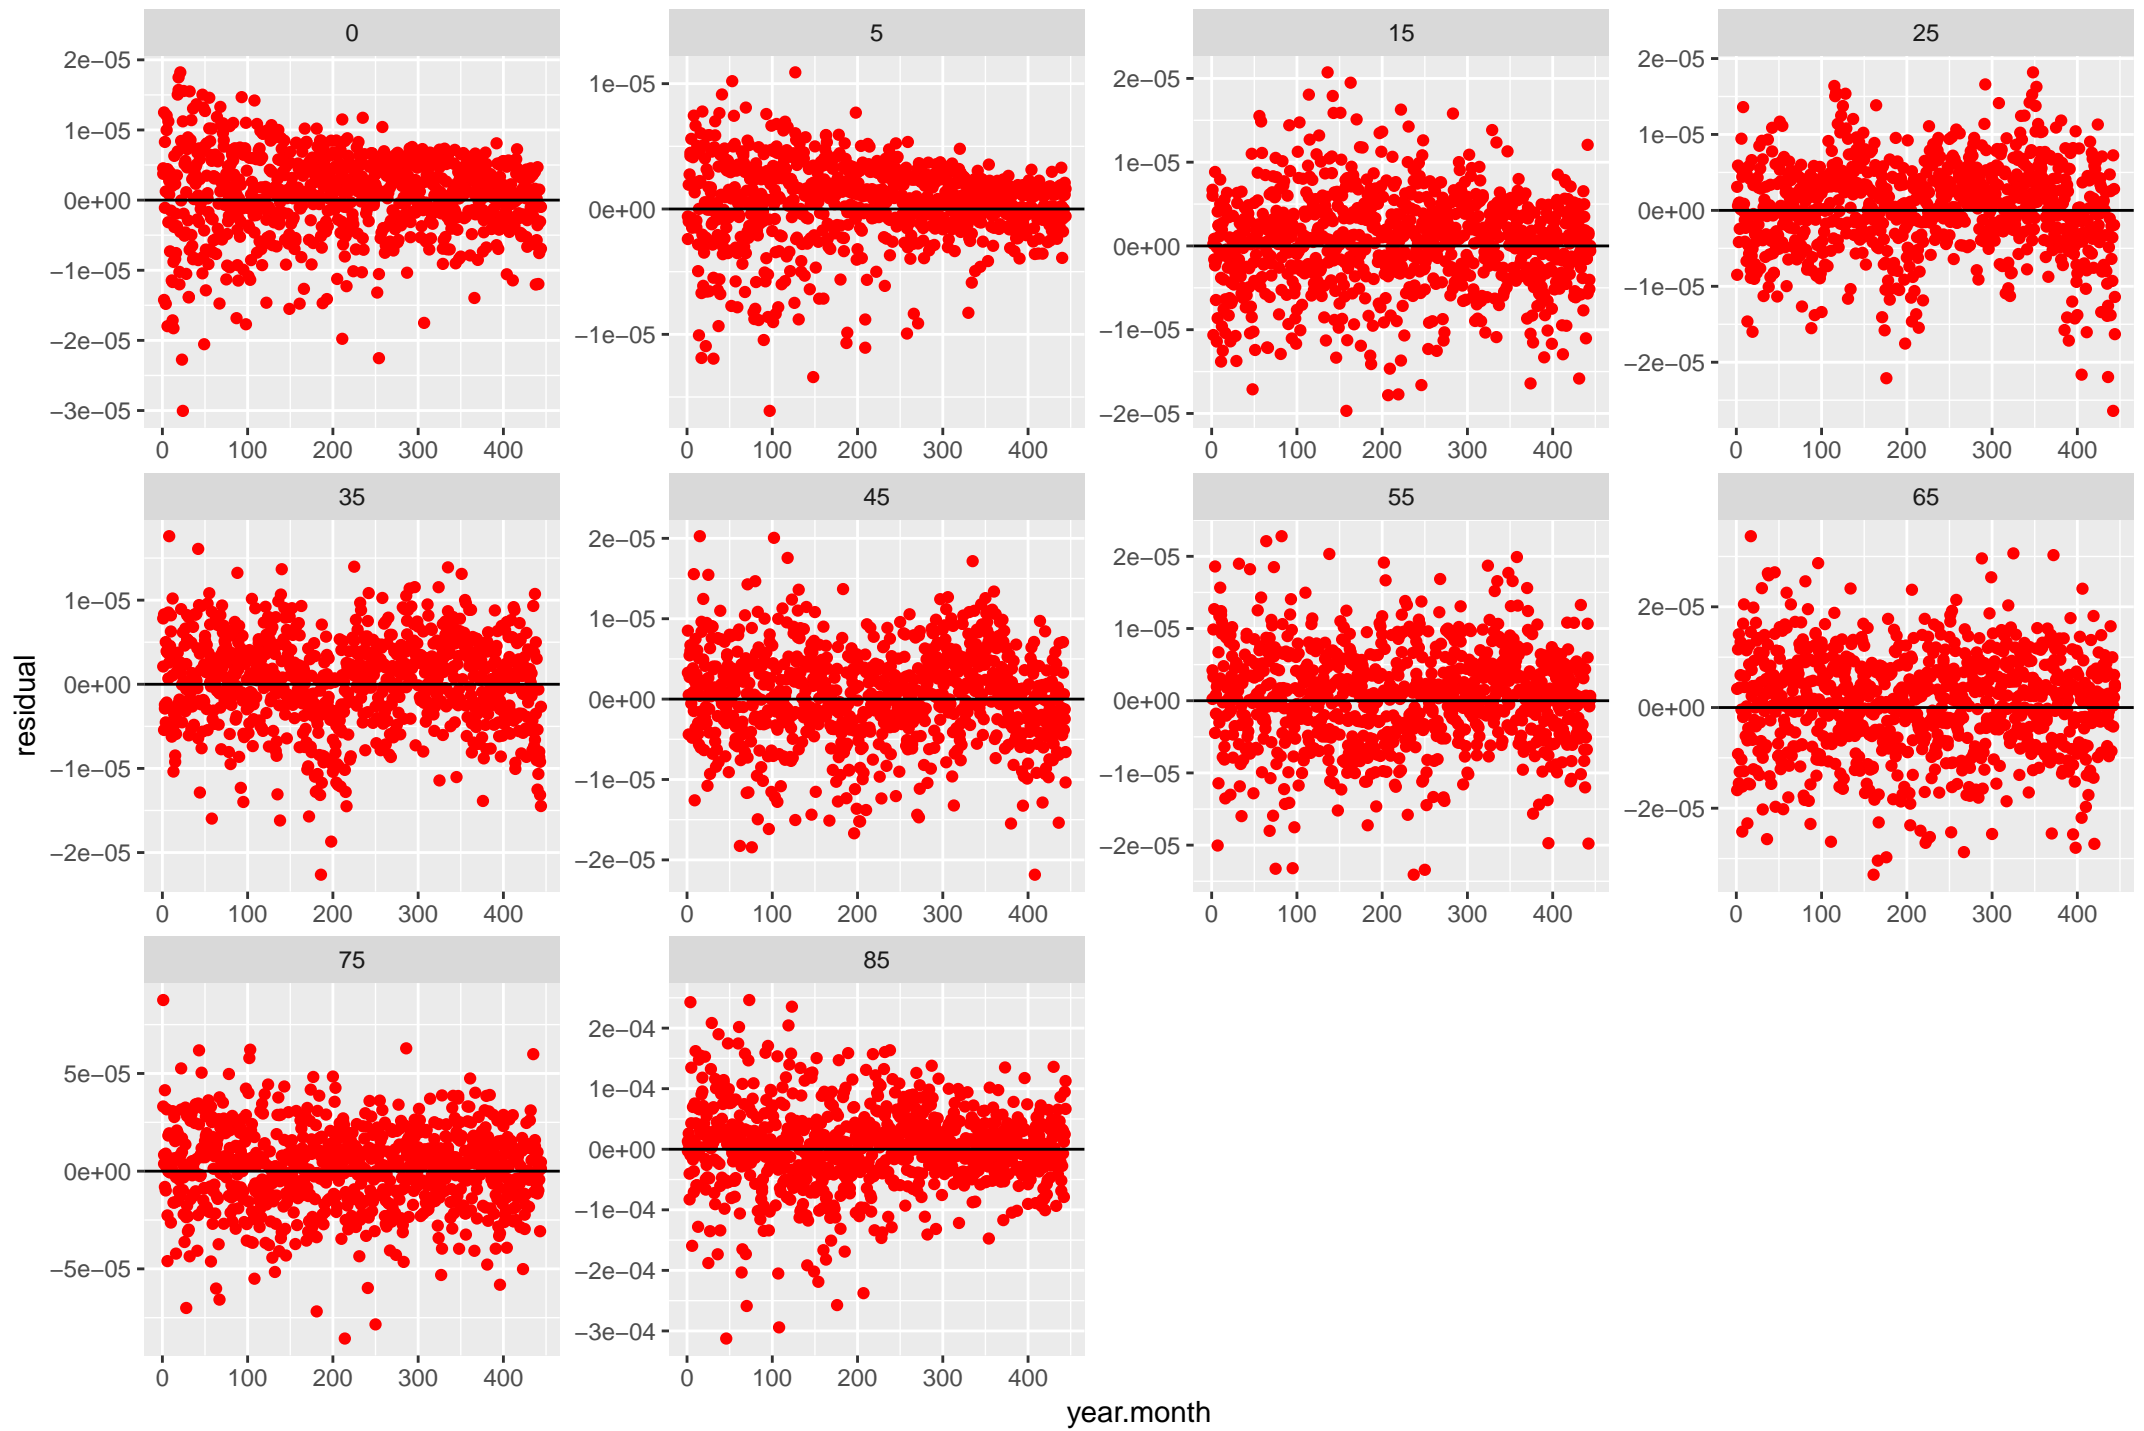 0 5 15 25
2e−05 1e−05 0e+00 −1e−05 −2e−05 −3e−05
1e−05 0e+00 −1e−05
2e−05 1e−05 0e+00 −1e−05 −2e−05
2e−05 1e−05 0e+00 −1e−05 −2e−05
0 100 200 300 400 0 100 200 300 400 0 100 200 300 400 0 100 200 300 400
35 45 55 65
1e−05 0e+00 −1e−05 −2e−05
2e−05 1e−05 0e+00 −1e−05 −2e−05
2e−05 1e−05 0e+00 −1e−05 −2e−05
2e−05 0e+00 −2e−05
0 100 200 300 400 0 100 200 300 400 0 100 200 300 400 0 100 200 300 400
75 85
5e−05 0e+00 −5e−05
2e−04 1e−04 0e+00 −1e−04 −2e−04 −3e−04
0 100 200 300 400 0 100 200 300 400
residual
year.month